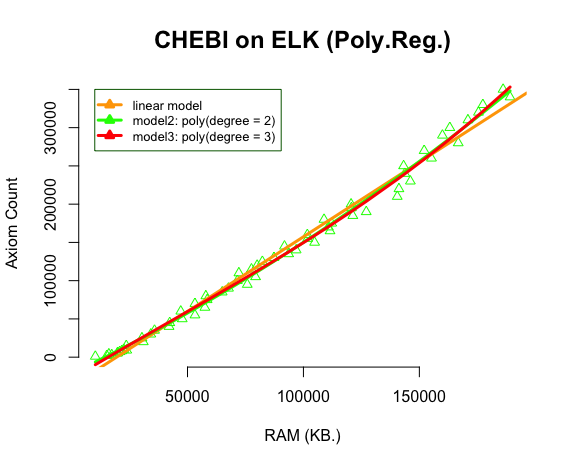 CHEBI on ELK (Poly.Reg.)
linear model
model2: poly(degree = 2)
model3: poly(degree = 3)
Axiom Count
300000
200000
100000
0
50000 100000 150000
RAM (KB.)